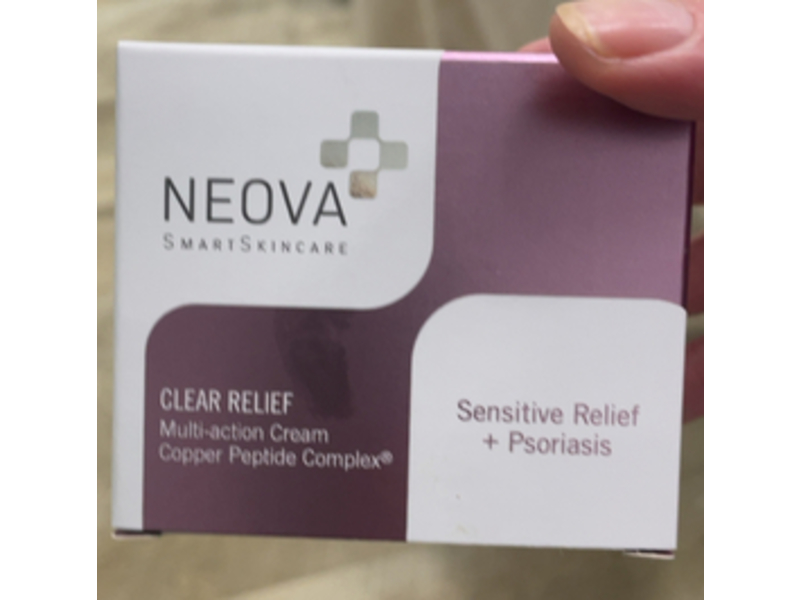 NEOVA
SMARTSKINCARE
CLEAR RELIEF
Multi-action Cream
Copper Peptide Complex®
Sensitive Relief
+ Psoriasis